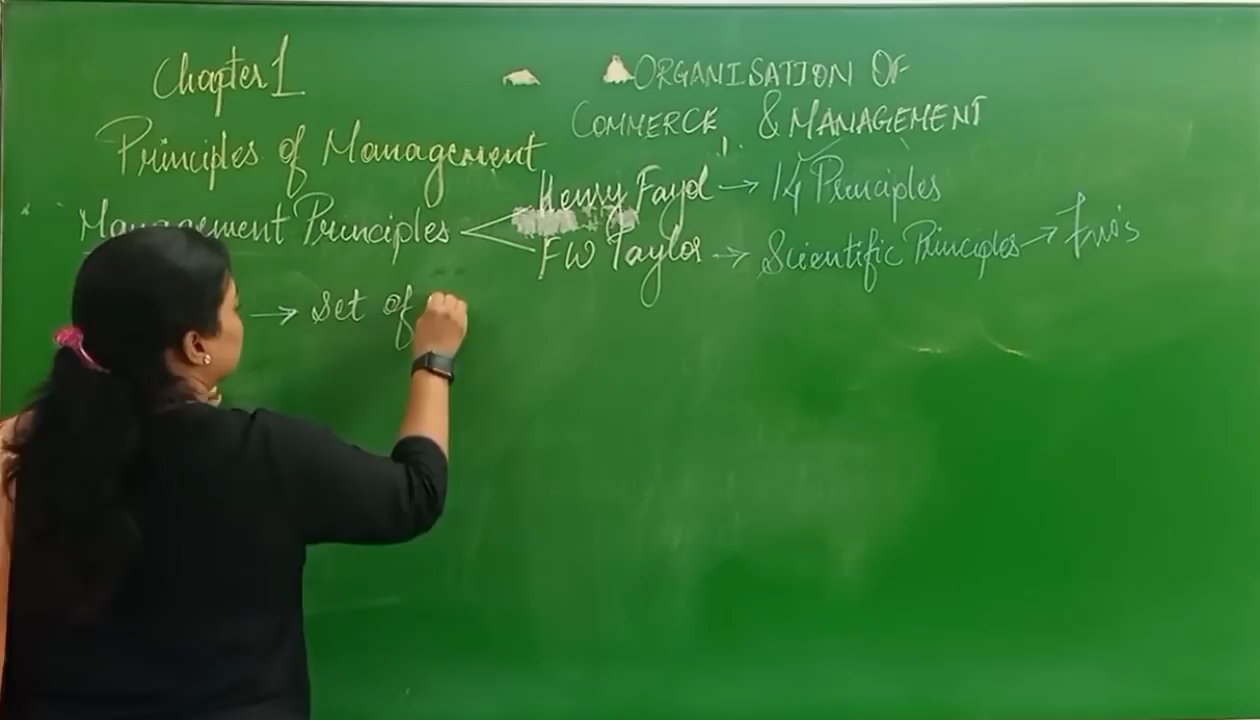 Chapter 1
ORGANISATION OF
COMMERCE & MANAGEMENT
Principles of Management
Management Principles
Henry Fayol → 14 Principles
FW Taylor → Scientific Principles →
→ Set of